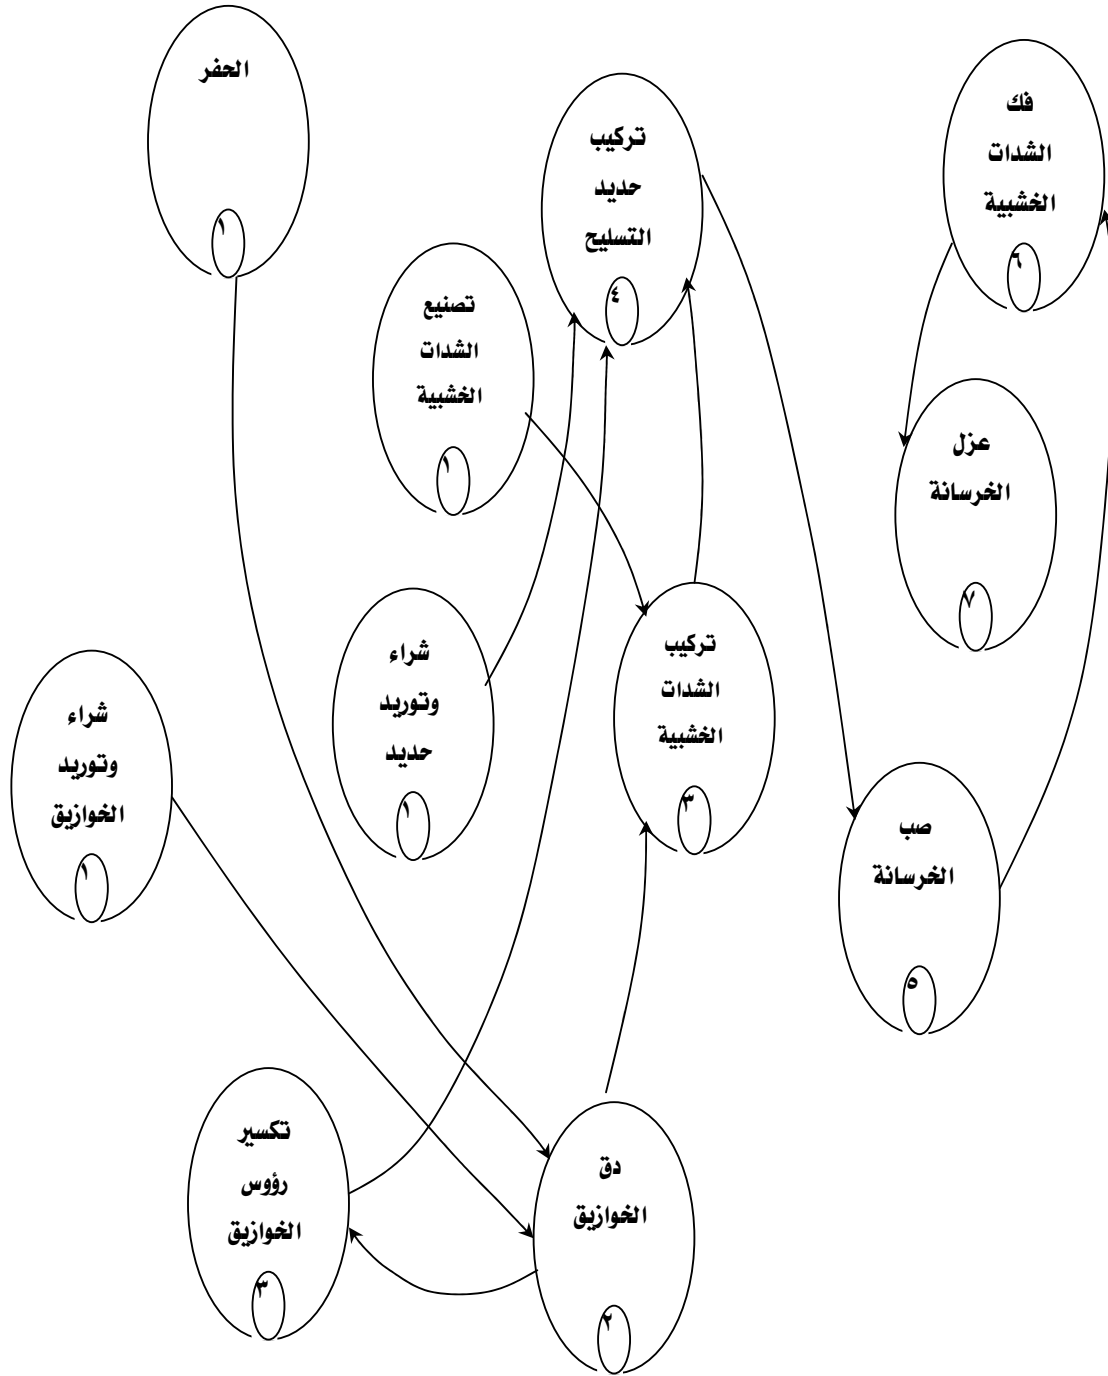 الحفر
١
تركيب
حديد
التسليح
٤
فك
الشدات
الخشبية
٦
تصنيع
الشدات
الخشبية
١
عزل
الخرسانة
٧
شراء
وتوريد
حديد
١
تركيب
الشدات
الخشبية
٣
شراء
وتوريد
الخوازيق
١
صب
الخرسانة
٥
تكسير
رؤوس
الخوازيق
٣
دق
الخوازيق
٢